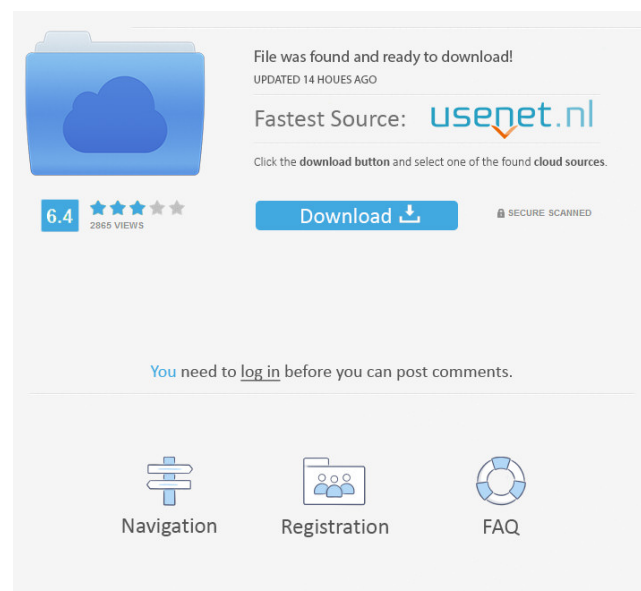 File was found and ready to download!
UPDATED 14 HOUES AGO
Fastest Source: usenet.nl
Click the download button and select one of the found cloud sources.
6.4
2865 VIEWS
Download
SECURE SCANNED
You need to log in before you can post comments.
Navigation
Registration
FAQ